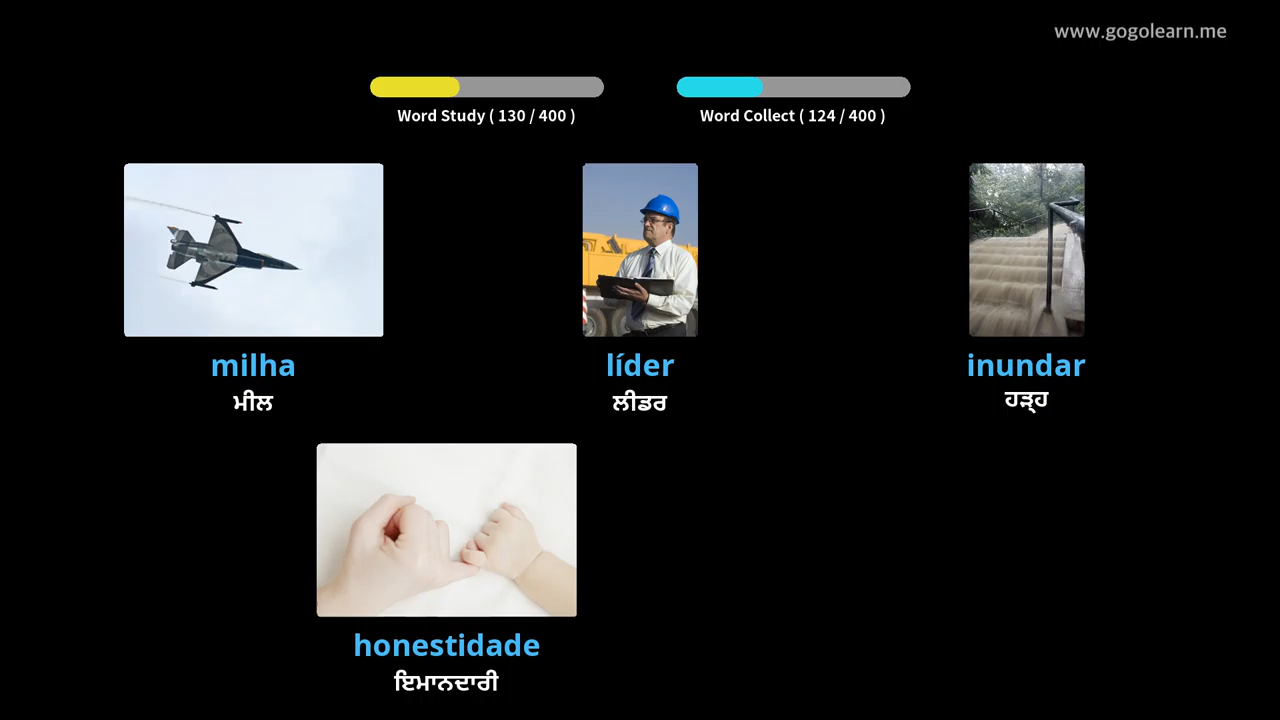 www.gogolearn.me
Word Study ( 130 / 400 )
Word Collect ( 124 / 400 )
milha
ਮੀਲ
líder
ਲੀਡਰ
inundar
ਹੜ੍ਹ
honestidade
ਇਮਾਨਦਾਰੀ